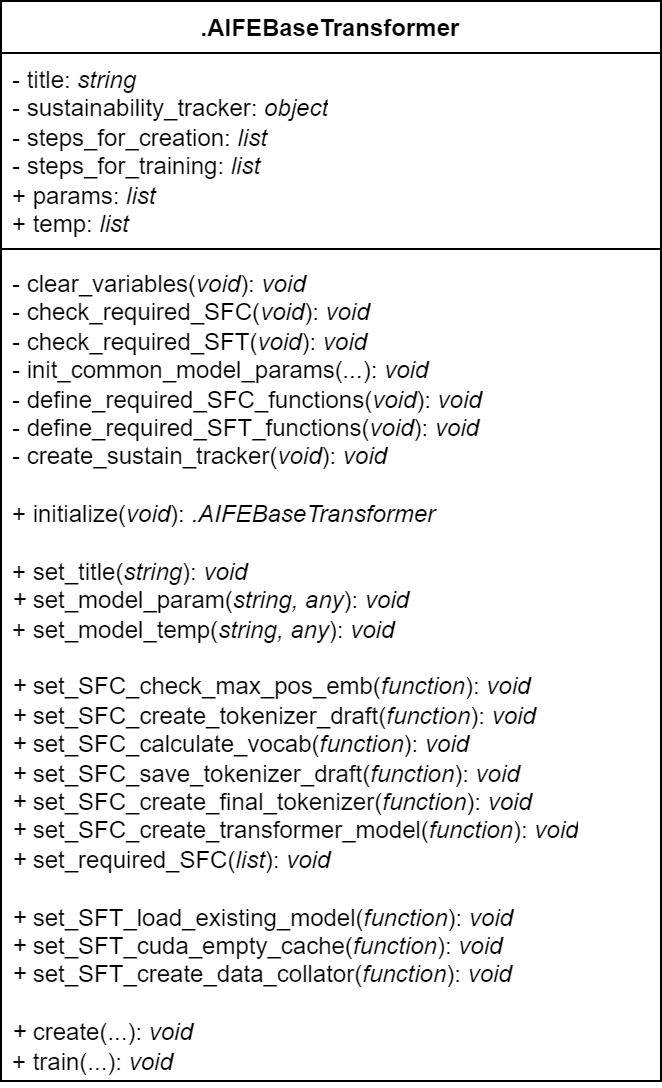 .AIFEBaseTransformer
- title: string
- sustainability_tracker: object
- steps_for_creation: list
- steps_for_training: list
+ params: list
+ temp: list
- clear_variables(void): void
- check_required_SFC(void): void
- check_required_SFT(void): void
- init_common_model_params(...): void
- define_required_SFC_functions(void): void
- define_required_SFT_functions(void): void
- create_sustain_tracker(void): void
+ initialize(void): .AIFEBaseTransformer
+ set_title(string): void
+ set_model_param(string, any): void
+ set_model_temp(string, any): void
+ set_SFC_check_max_pos_emb(function): void
+ set_SFC_create_tokenizer_draft(function): void
+ set_SFC_calculate_vocab(function): void
+ set_SFC_save_tokenizer_draft(function): void
+ set_SFC_create_final_tokenizer(function): void
+ set_SFC_create_transformer_model(function): void
+ set_required_SFC(list): void
+ set_SFT_load_existing_model(function): void
+ set_SFT_cuda_empty_cache(function): void
+ set_SFT_create_data_collator(function): void
+ create(...): void
+ train(...): void